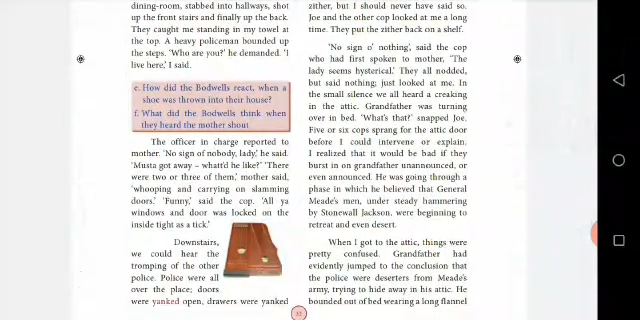 dining-room, stabbed into hallways, shot
up the front stairs and finally up the back.
They caught me standing in my towel at
the top. A heavy policeman bounded up
the steps. ‘Who are you?’ he demanded. ‘I
live here,’ I said.
e. How did the Bodwells react, when a
shoe was thrown into their house?
f. What did the Bodwells think when
they heard the mother shout
The officer in charge reported to
mother. ‘No sign of nobody, lady,’ he said.
‘Musta got away – whatt’d he like?’ ‘There
were two or three of them,’ mother said,
‘whooping and carrying on slamming
doors.’ ‘Funny,’ said the cop. ‘All ya
windows and door was locked on the
inside tight as a tick.’
Downstairs,
we could hear the
tromping of the other
police. Police were all
over the place; doors
were yanked open, drawers were yanked
zither, but I should never have said so.
Joe and the other cop looked at me a long
time. They put the zither back on a shelf.
‘No sign o’ nothing’, said the cop
who had first spoken to mother, ‘The
lady seems hysterical.’ They all nodded,
but said nothing; just looked at me. In
the small silence we all heard a creaking
in the attic. Grandfather was turning
over in bed. ‘What’s that?’ snapped Joe.
Five or six cops sprang for the attic door
before I could intervene or explain.
I realized that it would be bad if they
burst in on grandfather unannounced, or
even announced. He was going through a
phase in which he believed that General
Meade’s men, under steady hammering
by Stonewall Jackson, were beginning to
retreat and even desert.
When I got to the attic, things were
pretty confused. Grandfather had
evidently jumped to the conclusion that
the police were deserters from Meade’s
army, trying to hide away in his attic. He
bounded out of bed wearing a long flannel
32